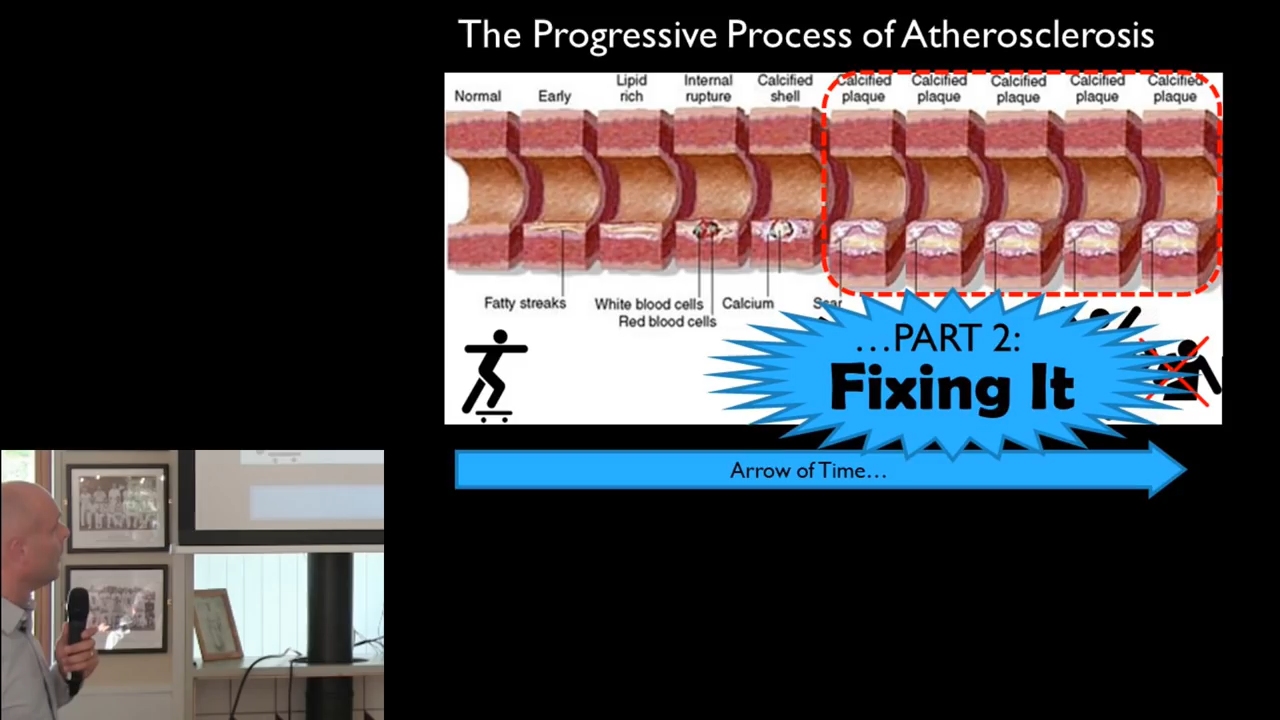 The Progressive Process of Atherosclerosis
Normal
Early
Lipid
rich
Internal
rupture
Calcified
shell
Calcified
plaque
Calcified
plaque
Calcified
plaque
Calcified
plaque
Calcified
plaque
Fatty streaks
White blood cells
Red blood cells
Calcium
Scar
...PART 2:
Fixing It
Arrow of Time...